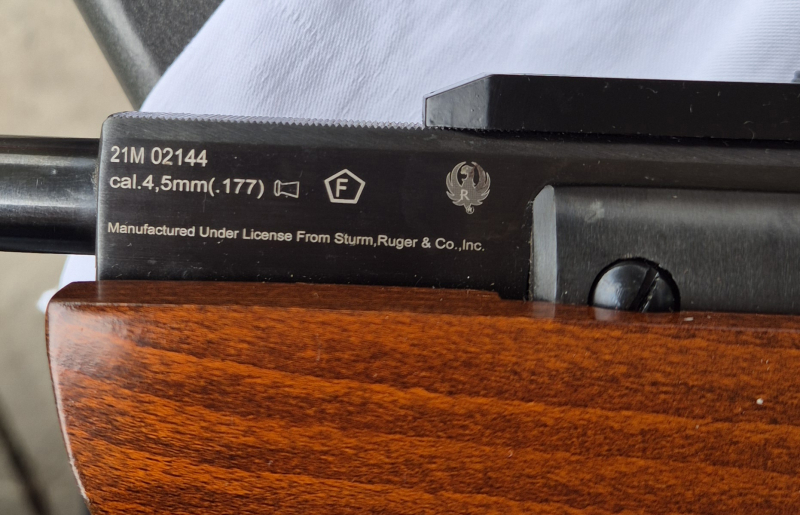 21M 02144
cal.4,5mm(.177) F
R
Manufactured Under License From Sturm,Ruger & Co.,Inc.